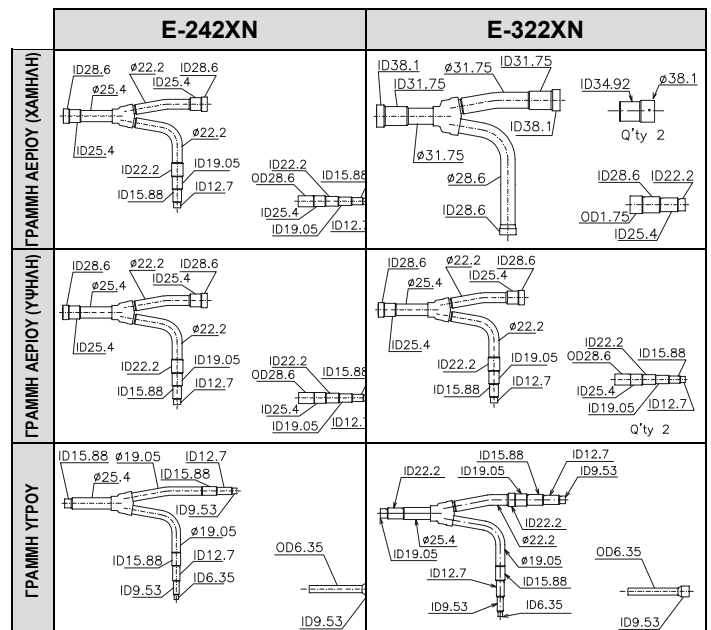 E-242XN
E-322XN
ΓΡΑΜΜΗ ΑΕΡΙΟΥ (ΧΑΜΗΛΗ)
ID28.6
ø25.4
ø22.2
ID25.4
ID28.6
ID25.4
ø22.2
ID22.2
ID19.05
ID15.88
ID12.7
ID22.2
OD28.6
ID15.88
ID25.4
ID19.05
ID12.7
ID38.1
ID31.75
ø31.75
ID31.75
ID38.1
ø31.75
ø28.6
ID28.6
ID34.92
ø38.1
Q'ty 2
ID28.6
ID22.2
OD1.75
ID25.4
ΓΡΑΜΜΗ ΑΕΡΙΟΥ (ΥΨΗΛΗ)
ID28.6
ø25.4
ø22.2
ID25.4
ID28.6
ID25.4
ø22.2
ID22.2
ID19.05
ID15.88
ID12.7
ID22.2
OD28.6
ID15.88
ID25.4
ID19.05
ID12.7
ID28.6
ø25.4
ø22.2
ID25.4
ID28.6
ID25.4
ø22.2
ID22.2
ID19.05
ID15.88
ID12.7
ID22.2
OD28.6
ID15.88
ID25.4
ID19.05
ID12.7
Q'ty 2
ΓΡΑΜΜΗ ΥΓΡΟΥ
ID15.88
ø25.4
ø19.05
ID15.88
ID12.7
ID9.53
ø19.05
ID15.88
ID12.7
ID9.53
ID6.35
OD6.35
ID9.53
ID22.2
ID19.05
ID15.88
ID12.7
ID9.53
ID22.2
ø22.2
ø25.4
ID19.05
ø19.05
ID12.7
ID15.88
ID9.53
ID6.35
OD6.35
ID9.53